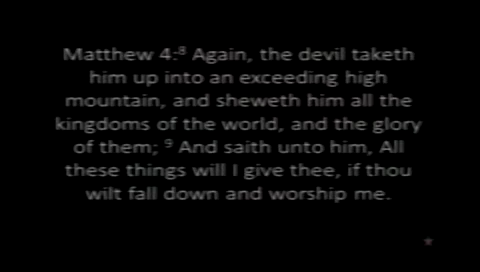 Matthew 4:⁸ Again, the devil taketh
him up into an exceeding high
mountain, and sheweth him all the
kingdoms of the world, and the glory
of them; ⁹ And saith unto him, All
these things will I give thee, if thou
wilt fall down and worship me.